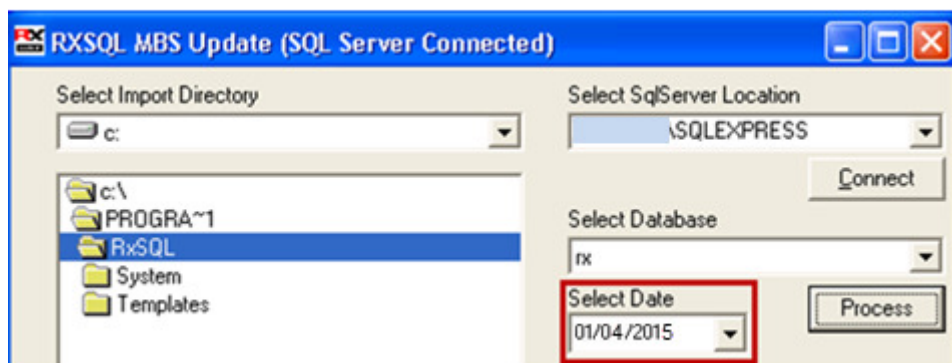 RXSQL MBS Update (SQL Server Connected)
Select Import Directory
c:
c:\
PROGRA~1
RxSQL
System
Templates
Select SqlServer Location
\SQLEXPRESS
Connect
Select Database
rx
Select Date
01/04/2015
Process